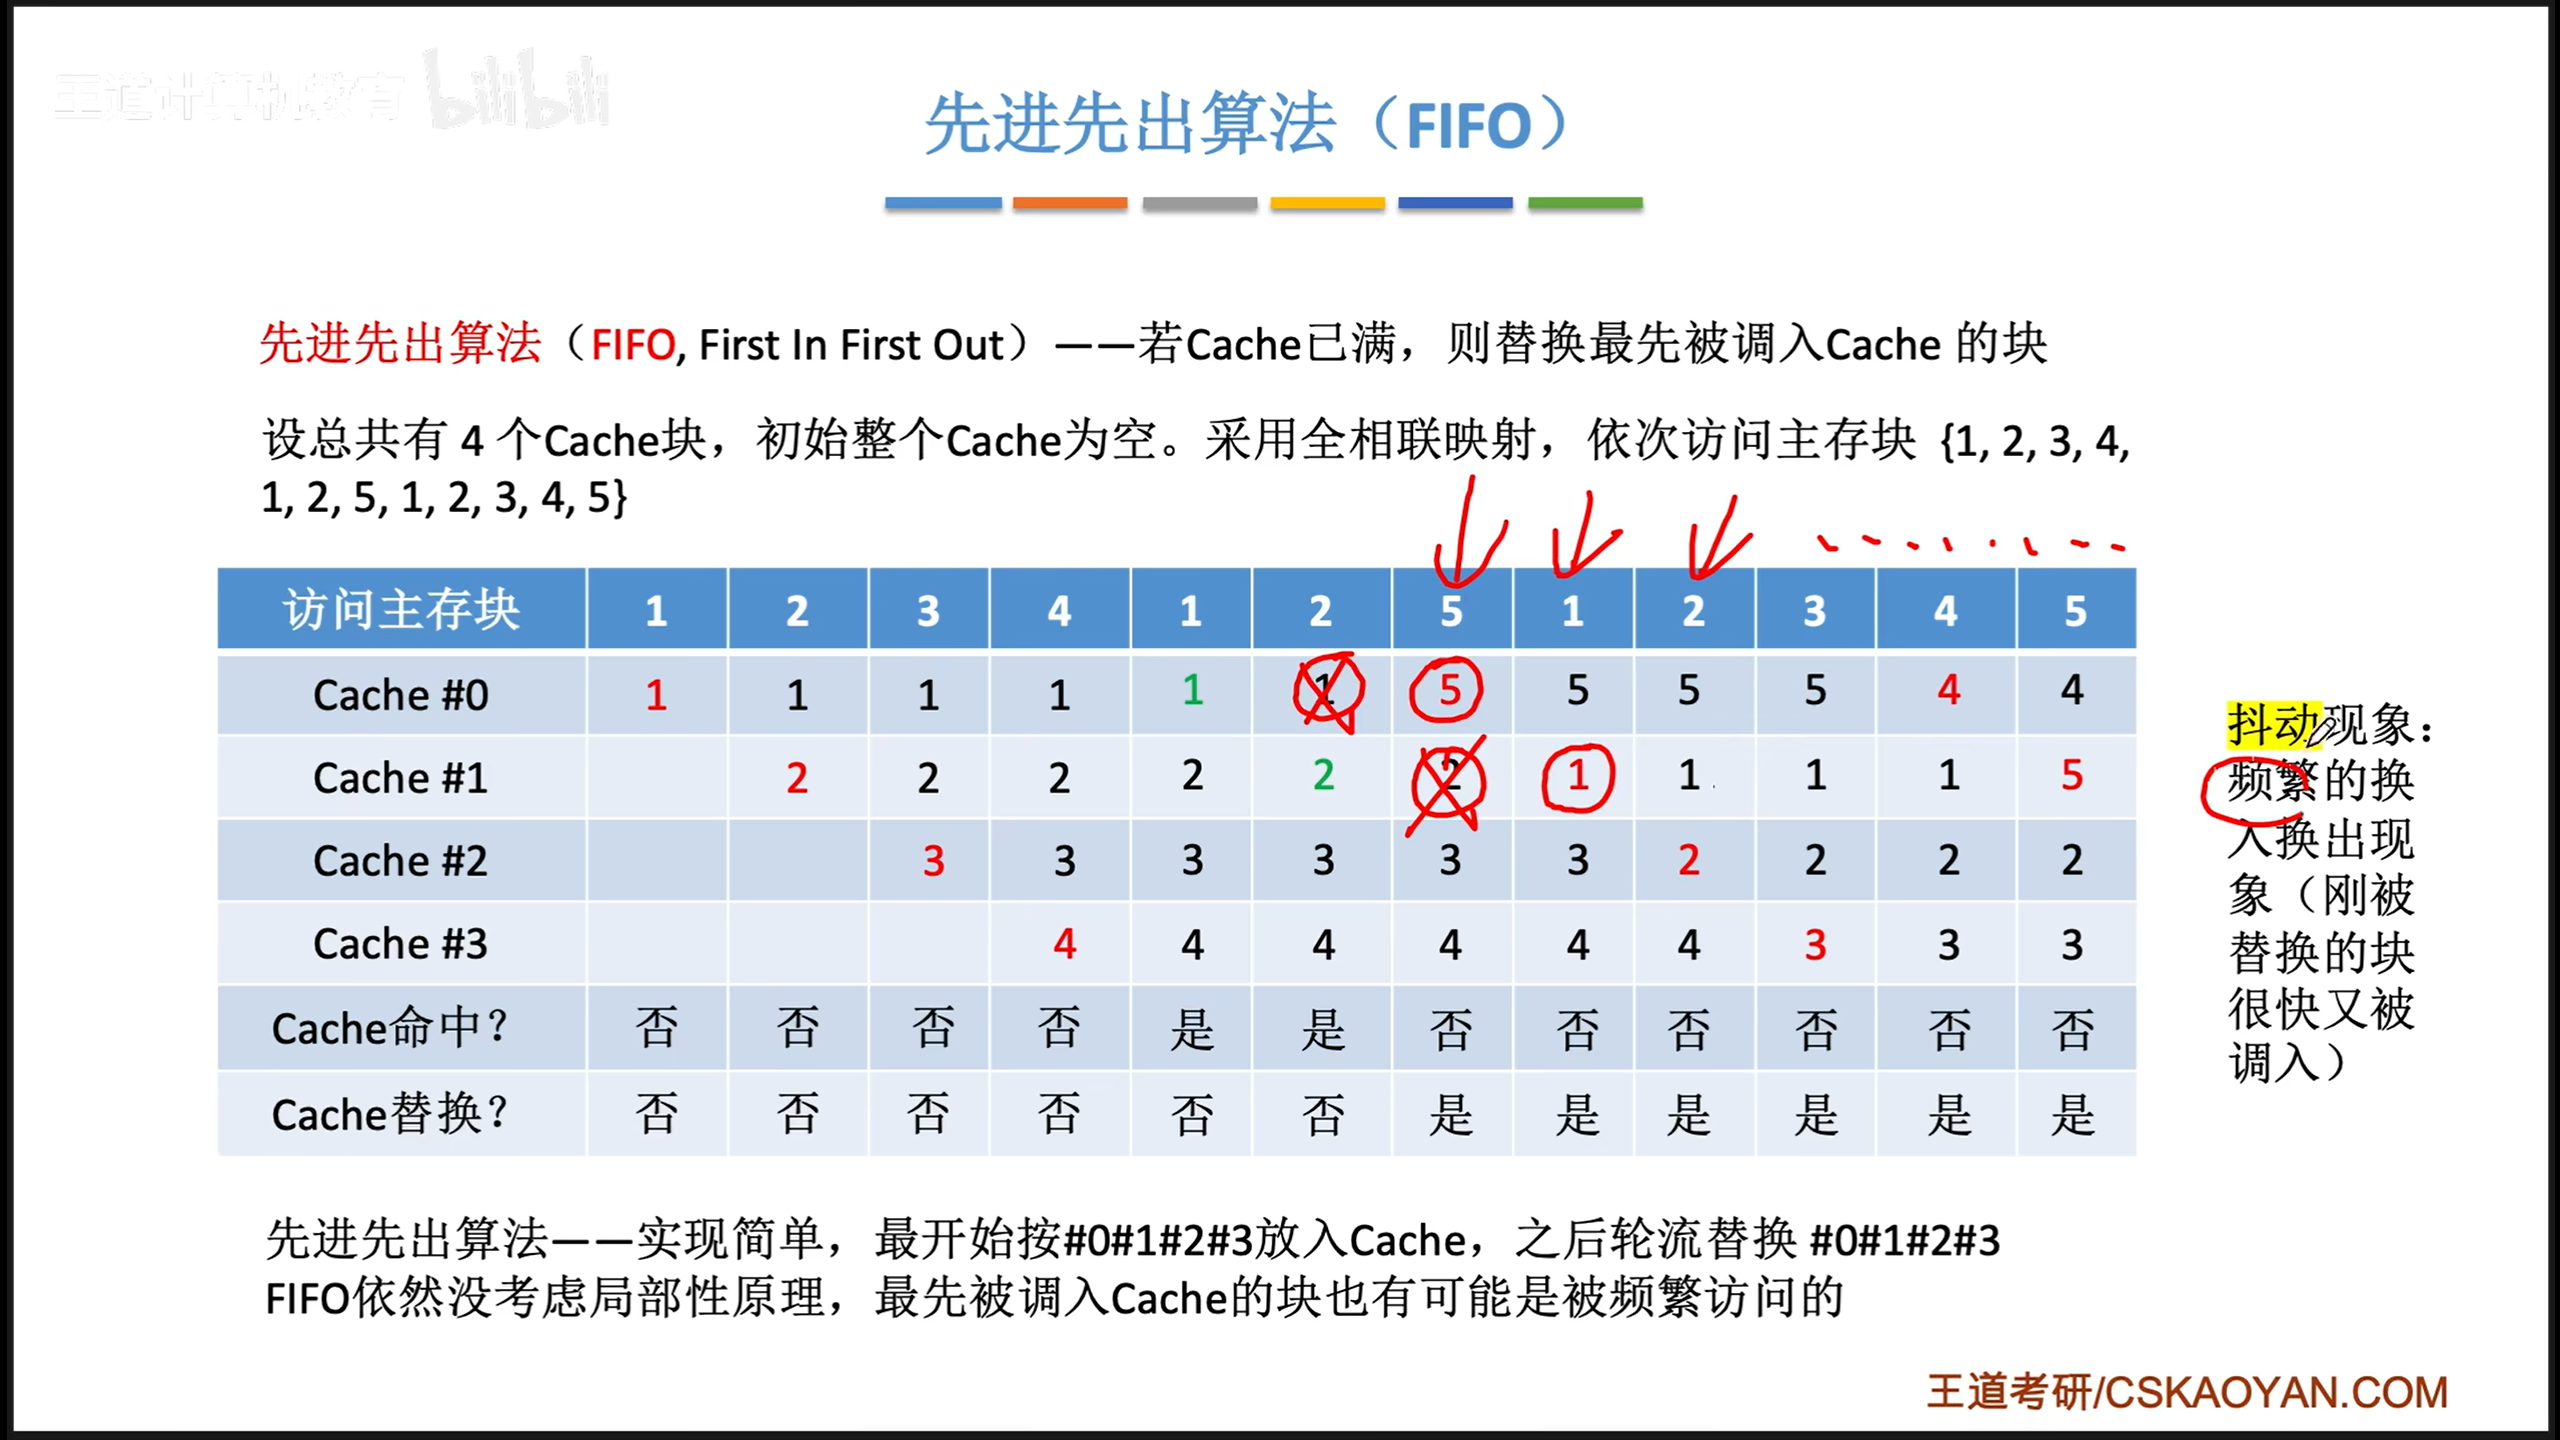 王道计算机教育 bilibili
先进先出算法（FIFO）
先进先出算法（FIFO, First In First Out）——若Cache已满，则替换最先被调入Cache 的块
设总共有 4 个Cache块，初始整个Cache为空。采用全相联映射，依次访问主存块 {1, 2, 3, 4,
1, 2, 5, 1, 2, 3, 4, 5}
访问主存块 1 2 3 4 1 2 5 1 2 3 4 5
Cache #0 1 1 1 1 1 1 5 5 5 5 4 4
Cache #1 2 2 2 2 2 2 1 1 1 1 5
Cache #2 3 3 3 3 3 3 2 2 2 2
Cache #3 4 4 4 4 4 4 3 3 3
Cache命中？ 否 否 否 否 是 是 否 否 否 否 否 否
Cache替换？ 否 否 否 否 否 否 是 是 是 是 是 是
抖动现象：
频繁的换
入换出现
象（刚被
替换的块
很快又被
调入）
先进先出算法——实现简单，最开始按#0#1#2#3放入Cache，之后轮流替换 #0#1#2#3
FIFO依然没考虑局部性原理，最先被调入Cache的块也有可能是被频繁访问的
王道考研/CSKAOYAN.COM